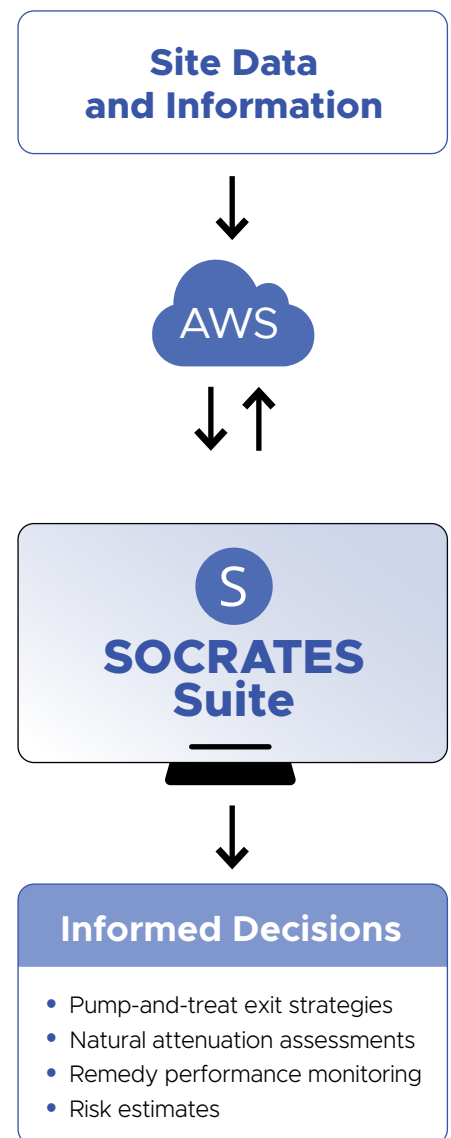 Site Data
and Information
AWS
S
SOCRATES
Suite
Informed Decisions
• Pump-and-treat exit strategies
• Natural attenuation assessments
• Remedy performance monitoring
• Risk estimates